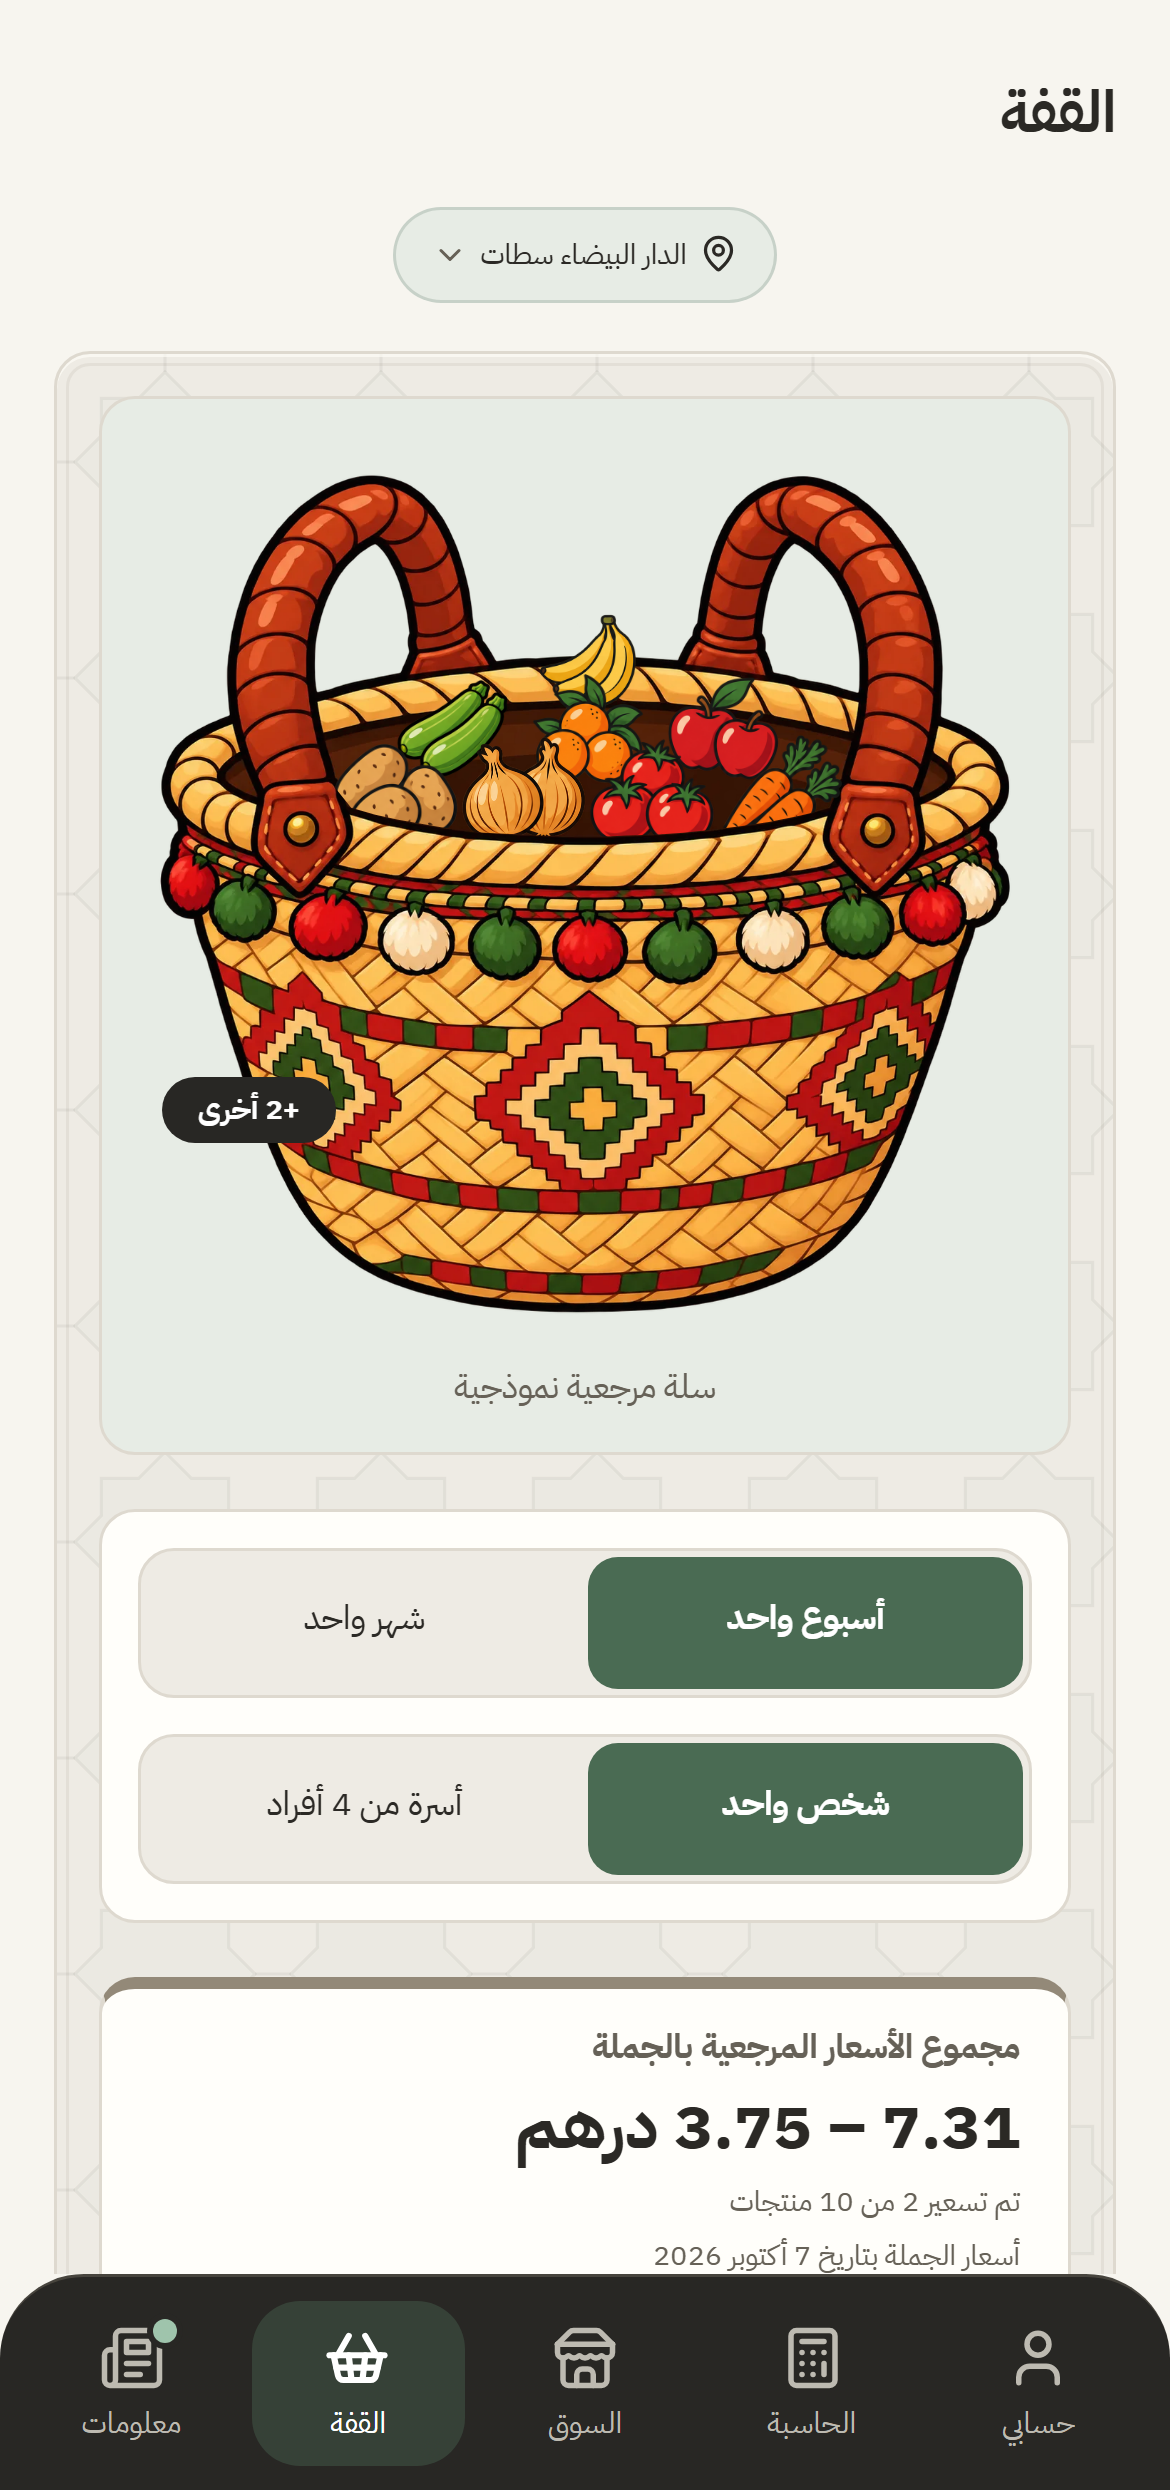 القفة
الدار البيضاء سطات
+2 أخرى
سلة مرجعية نموذجية
أسبوع واحد
شهر واحد
شخص واحد
أسرة من 4 أفراد
مجموع الأسعار المرجعية بالجملة
7.31 – 3.75 درهم
تم تسعير 2 من 10 منتجات
أسعار الجملة بتاريخ 7 أكتوبر 2026
حسابي
الحاسبة
السوق
القفة
معلومات